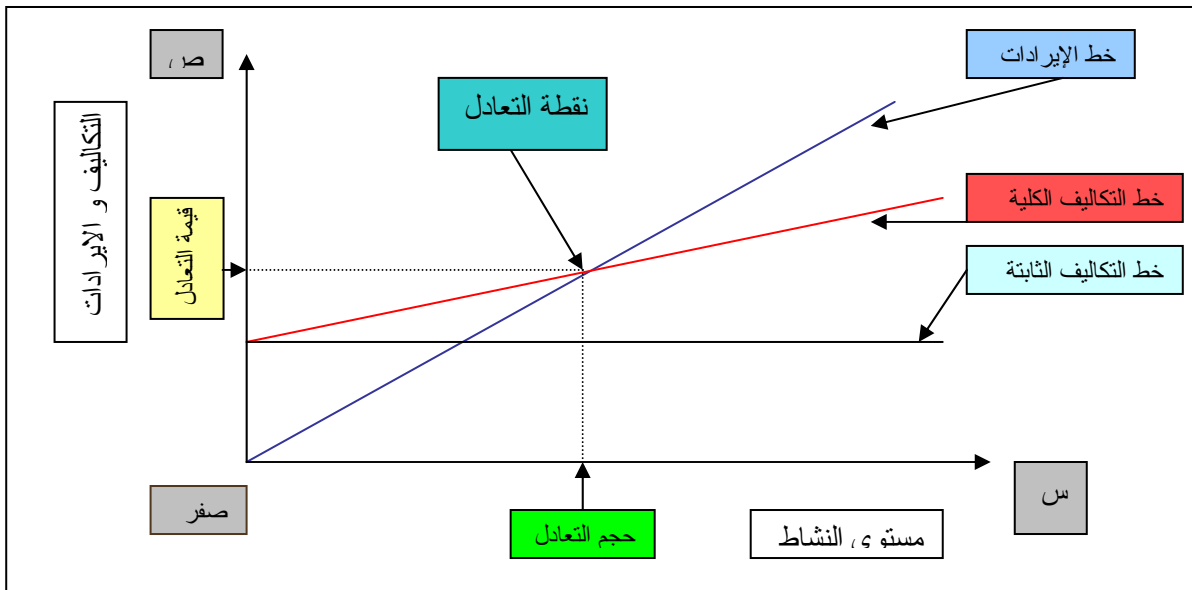 ص
خط الإيرادات
نقطة التعادل
التكاليف و الايرادات
قيمة التعادل
خط التكاليف الكلية
خط التكاليف الثابتة
صفر
حجم التعادل
مستوى النشاط
س